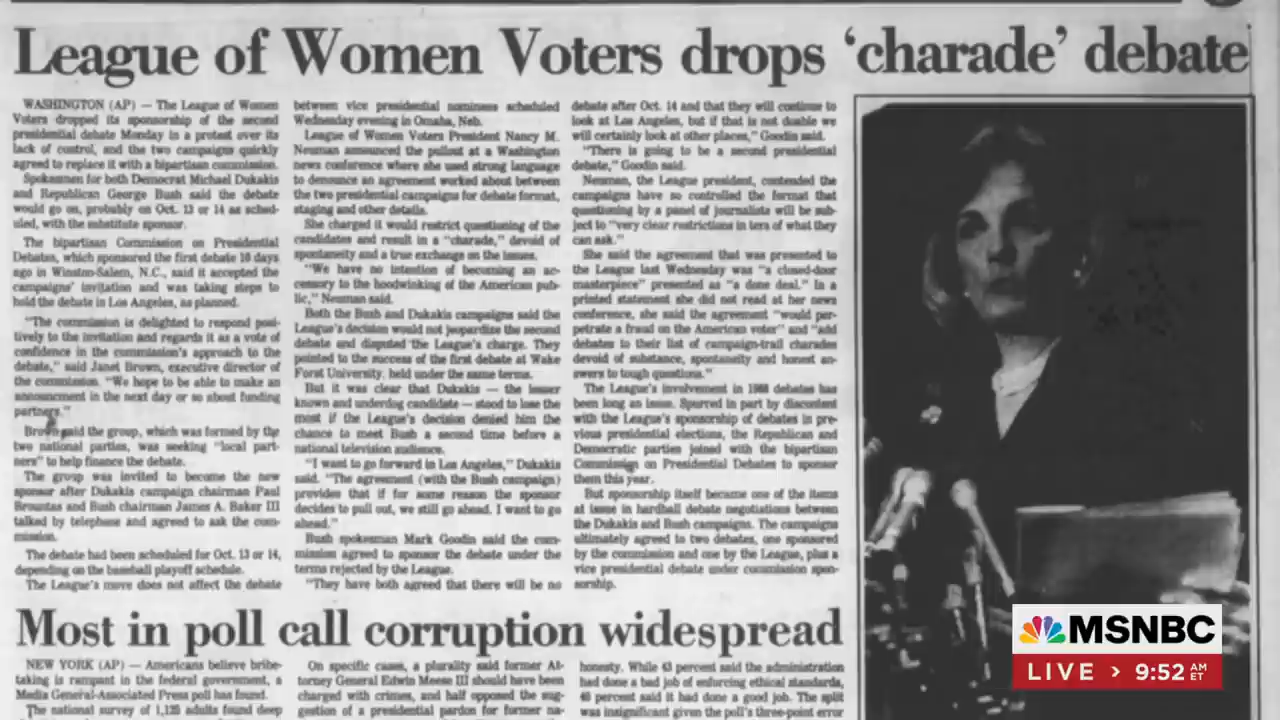 League of Women Voters drops ‘charade’ debate
WASHINGTON (AP) — The League of Women
Voters dropped its sponsorship of the second
presidential debate Monday in a protest over its
lack of control, and the two campaigns quickly
agreed to replace it with a bipartisan commission.
Spokesmen for both Democrat Michael Dukakis
and Republican George Bush said the debate
would go on, probably on Oct. 13 or 14 as sched-
uled, with the substitute sponsor.
The bipartisan Commission on Presidential
Debates, which sponsored the first debate 10 days
ago in Winston-Salem, N.C., said it accepted the
campaigns' invitation and was taking steps to
hold the debate in Los Angeles, as planned.
"The commission is delighted to respond posi-
tively to the invitation and regards it as a vote of
confidence in the commission's approach to the
debate," said Janet Brown, executive director of
the commission. "We hope to be able to make an
announcement in the next day or so about funding
partners."
Brown said the group, which was formed by the
two national parties, was seeking "local part-
ners" to help finance the debate.
The group was invited to become the new
sponsor after Dukakis campaign chairman Paul
Brountas and Bush chairman James A. Baker III
talked by telephone and agreed to ask the com-
mission.
The debate had been scheduled for Oct. 13 or 14,
depending on the baseball playoff schedule.
The League's move does not affect the debate
between vice presidential nominees scheduled
Wednesday evening in Omaha, Neb.
League of Women Voters President Nancy M.
Neuman announced the pullout at a Washington
news conference where she used strong language
to denounce an agreement worked about between
the two presidential campaigns for debate format,
staging and other details.
She charged it would restrict questioning of the
candidates and result in a "charade," devoid of
spontaneity and a true exchange on the issues.
"We have no intention of becoming an ac-
cessory to the hoodwinking of the American pub-
lic," Neuman said.
Both the Bush and Dukakis campaigns said the
League's decision would not jeopardize the second
debate and disputed the League's charge. They
pointed to the success of the first debate at Wake
Forst University, held under the same terms.
But it was clear that Dukakis — the lesser
known and underdog candidate — stood to lose the
most if the League's decision denied him the
chance to meet Bush a second time before a
national television audience.
"I want to go forward in Los Angeles," Dukakis
said. "The agreement (with the Bush campaign)
provides that if for some reason the sponsor
decides to pull out, we still go ahead. I want to go
ahead."
Bush spokesman Mark Goodin said the com-
mission agreed to sponsor the debate under the
terms rejected by the League.
"They have both agreed that there will be no
debate after Oct. 14 and that they will continue to
look at Los Angeles, but if that is not doable we
will certainly look at other places," Goodin said.
"There is going to be a second presidential
debate," Goodin said.
Neuman, the League president, contended the
campaigns have so controlled the format that
questioning by a panel of journalists will be sub-
ject to "very clear restrictions in ters of what they
can ask."
She said the agreement that was presented to
the League last Wednesday was "a closed-door
masterpiece" presented as "a done deal." In a
printed statement she did not read at her news
conference, she said the agreement "would per-
petrate a fraud on the American voter" and "add
debates to their list of campaign-trail charades
devoid of substance, spontaneity and honest an-
swers to tough questions."
The League's involvement in 1988 debates has
been long an issue. Spurred in part by discontent
with the League's sponsorship of debates in pre-
vious presidential elections, the Republican and
Democratic parties joined with the bipartisan
Commission on Presidential Debates to sponsor
them this year.
But sponsorship itself became one of the items
at issue in hardball debate negotiations between
the Dukakis and Bush campaigns. The campaigns
ultimately agreed to two debates, one sponsored
by the commission and one by the League, plus a
vice presidential debate under commission spon-
sorship.
Most in poll call corruption widespread
NEW YORK (AP) — Americans believe bribe-
taking is rampant in the federal government, a
Media General-Associated Press poll has found.
The national survey of 1,125 adults found deep
On specific cases, a plurality said former At-
torney General Edwin Meese III should have been
charged with crimes, and half opposed the sug-
gestion of a presidential pardon for former na-
honesty. While 43 percent said the administration
had done a bad job of enforcing ethical standards,
40 percent said it had done a good job. The split
was insignificant given the poll's three-point error
MSNBC
LIVE > 9:52 AM ET